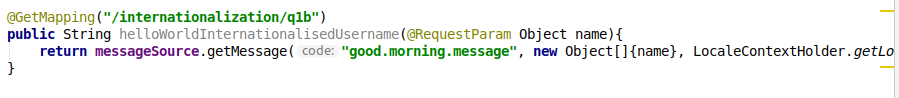 @GetMapping("/internationalization/q1b")
public String helloWorldInternationalisedUsername(@RequestParam Object name){
    return messageSource.getMessage( code: "good.morning.message", new Object[]{name}, LocaleContextHolder.getLo
}